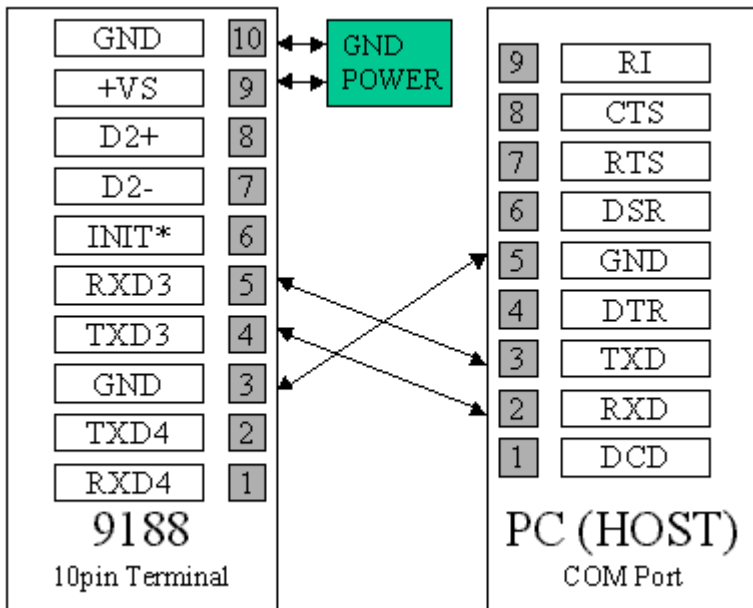 GND 10
+VS 9
D2+ 8
D2- 7
INIT* 6
RXD3 5
TXD3 4
GND 3
TXD4 2
RXD4 1
9188
10pin Terminal
GND
POWER
9 RI
8 CTS
7 RTS
6 DSR
5 GND
4 DTR
3 TXD
2 RXD
1 DCD
PC (HOST)
COM Port